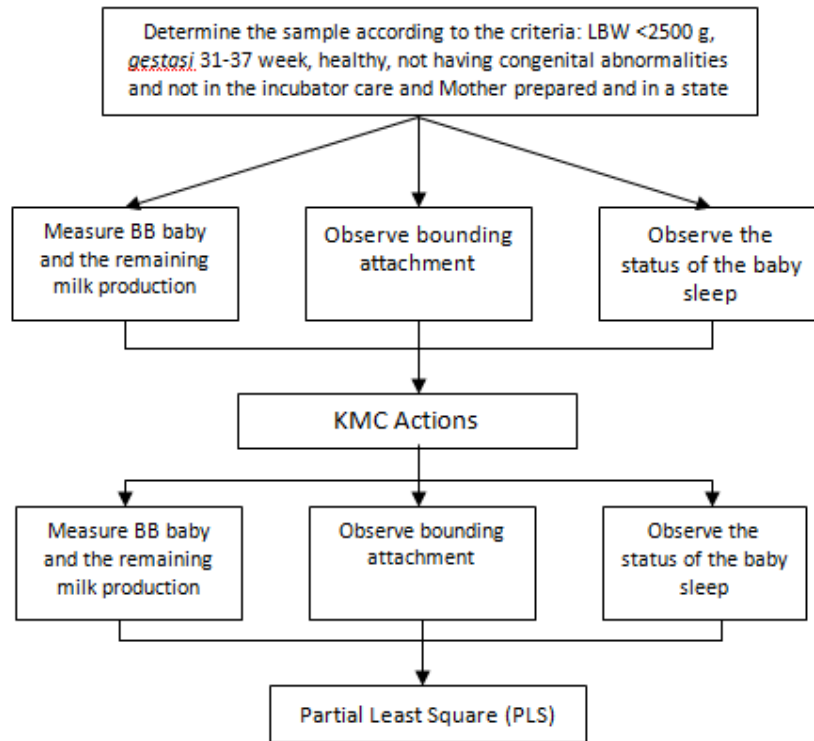 Determine the sample according to the criteria: LBW <2500 g,
gestasi 31-37 week, healthy, not having congenital abnormalities
and not in the incubator care and Mother prepared and in a state
Measure BB baby
and the remaining
milk production
Observe bounding
attachment
Observe the
status of the baby
sleep
KMC Actions
Measure BB baby
and the remaining
milk production
Observe bounding
attachment
Observe the
status of the baby
sleep
Partial Least Square (PLS)